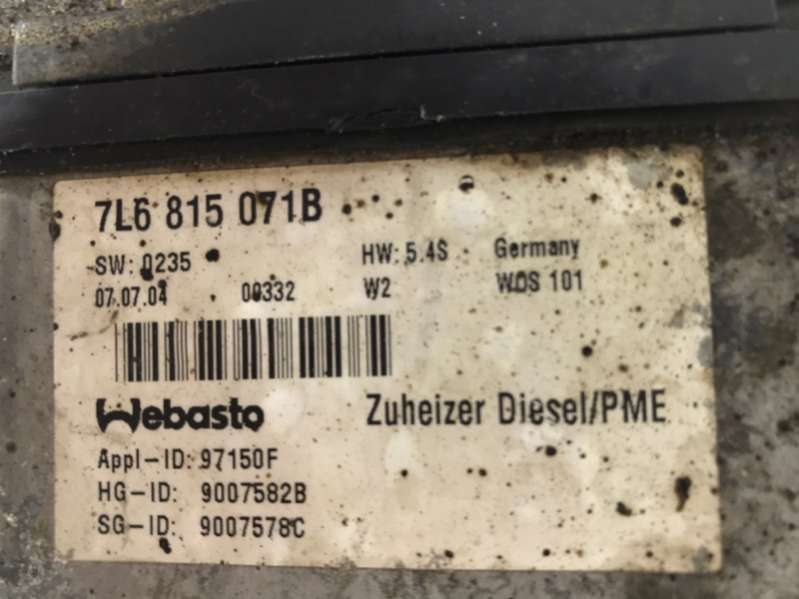 7L6 815 071B
SW: 0235 HW: 5.4S Germany
07.07.04 00332 W2 WDS 101
Webasto Zuheizer Diesel/PME
Appl-ID: 97150F
HG-ID: 9007582B
SG-ID: 9007578C